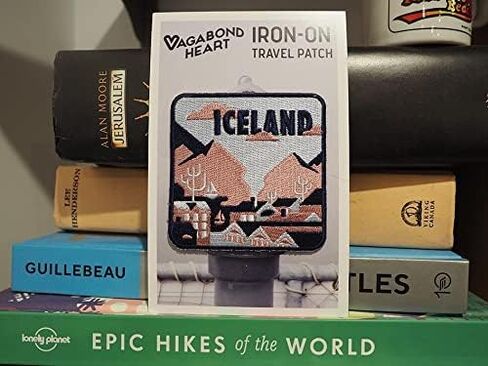 VAGABOND
HEART
IRON-ON
TRAVEL PATCH
ICELAND
ALAN MOORE
JERUSALEM
LEE
HENDERSON
VIKING
CANADA
GUILLEBEAU
TLES
lonely planet
EPIC HIKES of the WORLD